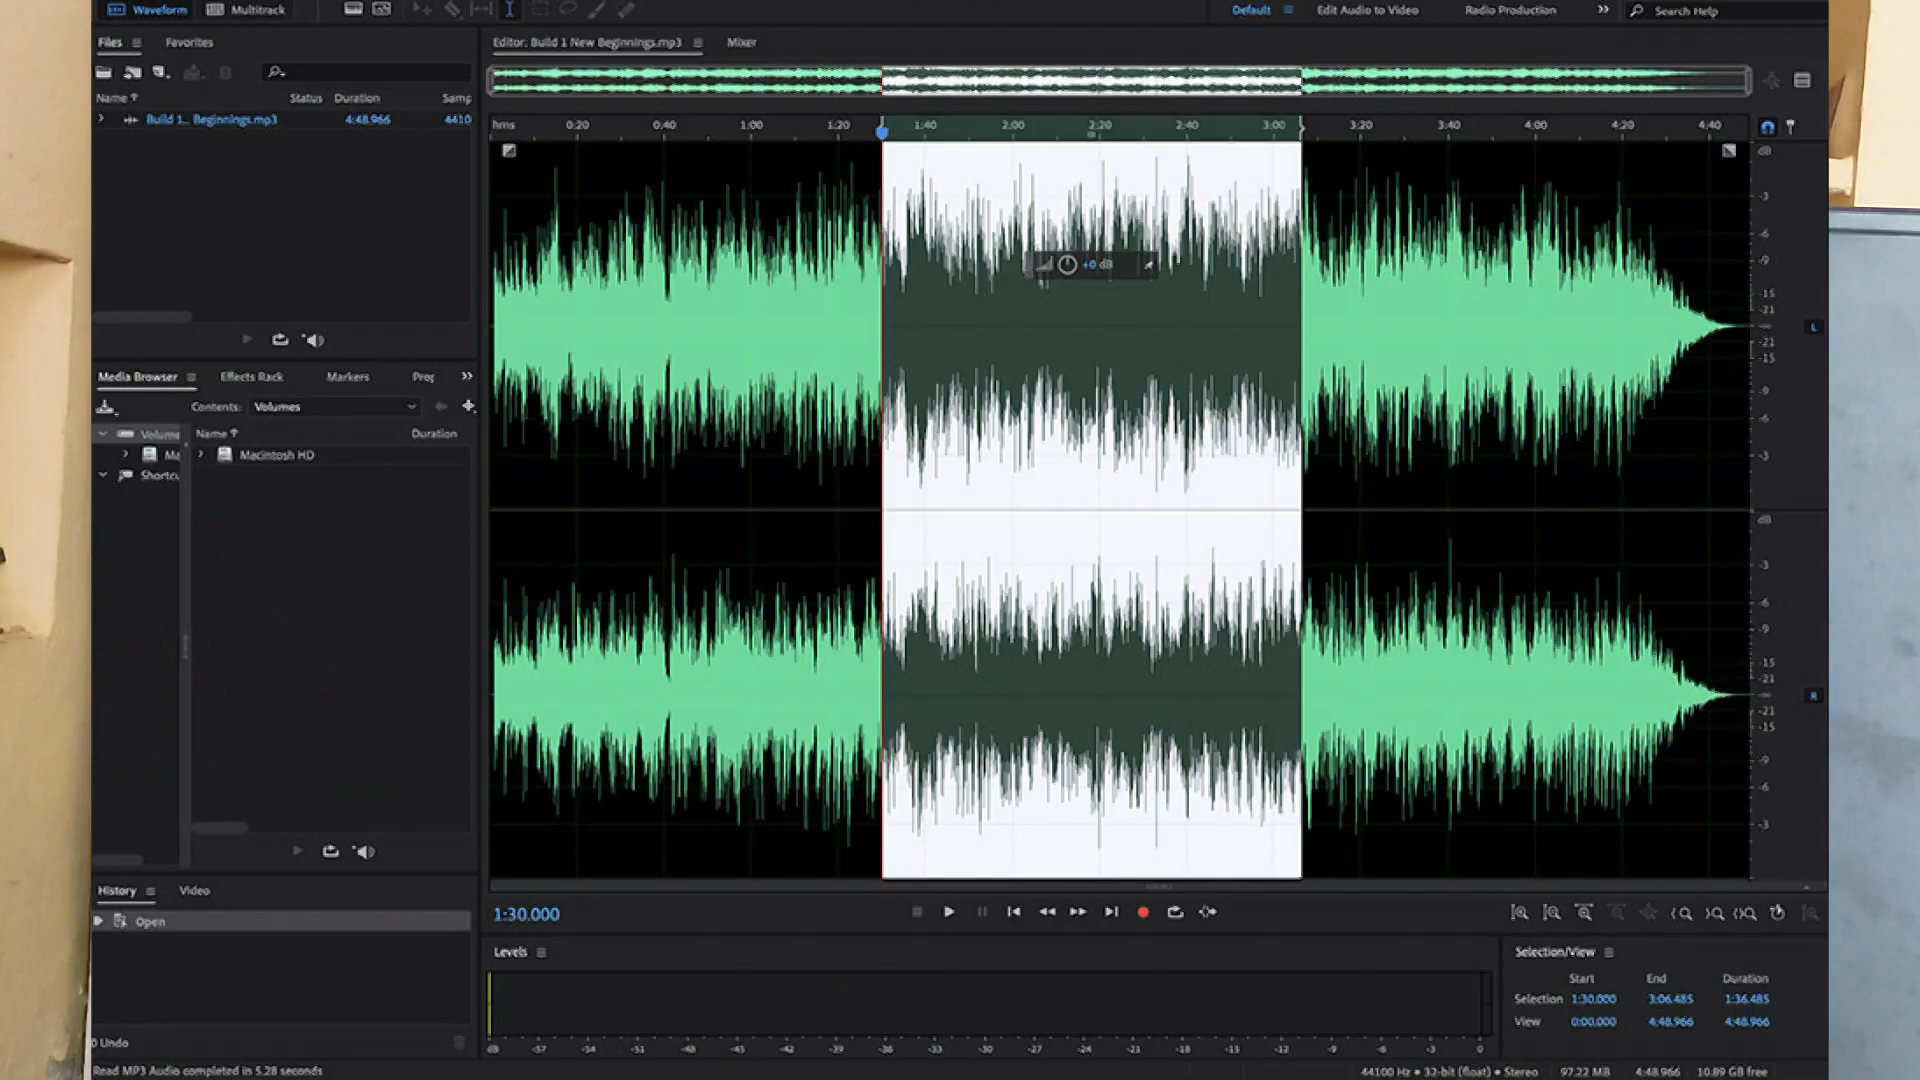 Waveform Multitrack Default Edit Audio to Video Radio Production >> Search Help
Files Favorites
Editor: Build 1 New Beginnings.mp3 Mixer
Name Status Duration Samp
Build 1... Beginnings.mp3 4:48.966 4410
hms 0:20 0:40 1:00 1:20 1:40 2:00 2:20 2:40 3:00 3:20 3:40 4:00 4:20 4:40
dB
-3
-6
-9
-15
-21
-∞
-21
-15
-9
-6
-3
L
+0 dB
Media Browser Effects Rack Markers Prop >>
Contents: Volumes
Volume Name Duration
Ma Macintosh HD
Shortcu
dB
-3
-6
-9
-15
-21
-∞
-21
-15
-9
-6
-3
R
History Video
Open
0 Undo
Read MP3 Audio completed in 5.28 seconds
1:30.000
Levels
dB -57 -54 -51 -48 -45 -42 -39 -36 -33 -30 -27 -24 -21 -18 -15 -12 -9 -6 -3 0
Selection/View
Start End Duration
Selection 1:30.000 3:06.485 1:36.485
View 0:00.000 4:48.966 4:48.966
44100 Hz • 32-bit (float) • Stereo 97.22 MB 4:48.966 10.89 GB free